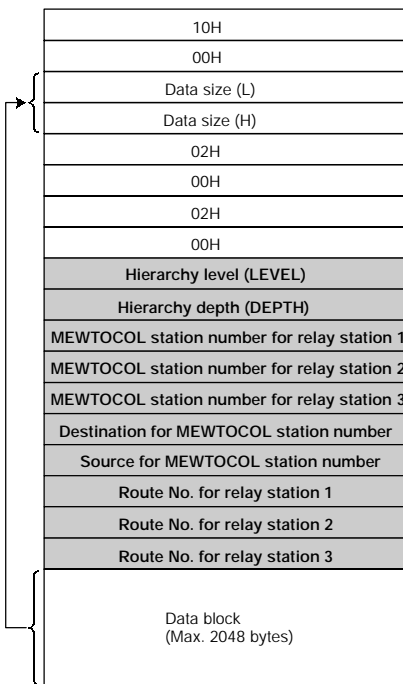 10H
00H
Data size (L)
Data size (H)
02H
00H
02H
00H
Hierarchy level (LEVEL)
Hierarchy depth (DEPTH)
MEWTOCOL station number for relay station 1
MEWTOCOL station number for relay station 2
MEWTOCOL station number for relay station 3
Destination for MEWTOCOL station number
Source for MEWTOCOL station number
Route No. for relay station 1
Route No. for relay station 2
Route No. for relay station 3
Data block
(Max. 2048 bytes)